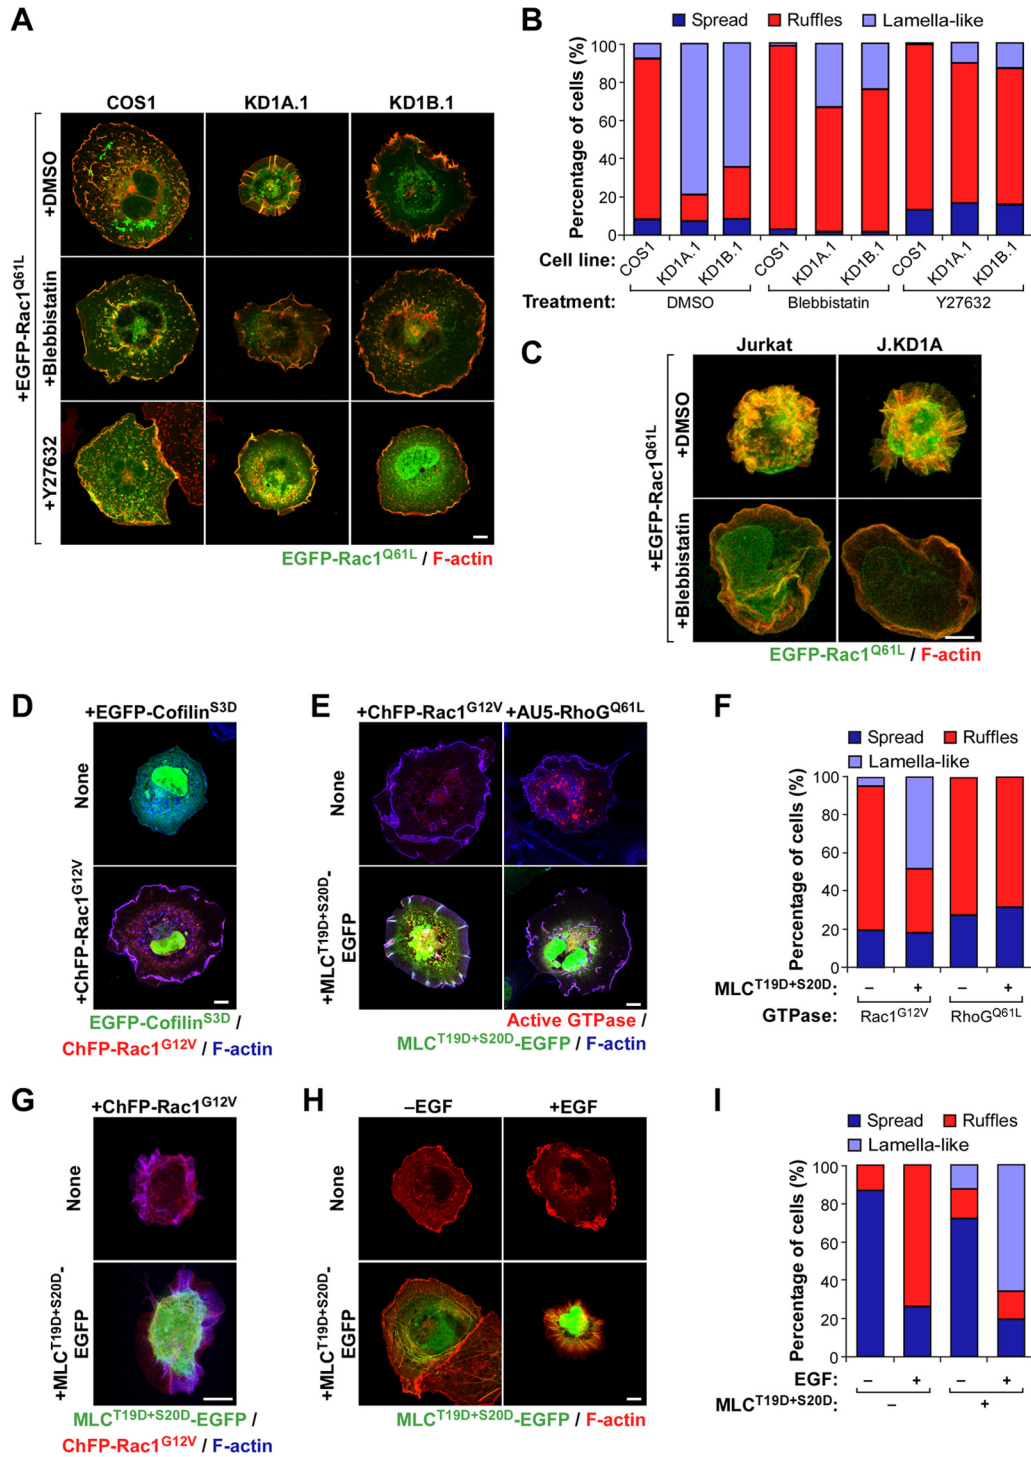 A
COS1 KD1A.1 KD1B.1
+EGFP-Rac1Q61L
+DMSO
+Blebbistatin
+Y27632
EGFP-Rac1Q61L / F-actin
B
Spread Ruffles Lamella-like
Percentage of cells (%)
100
80
60
40
20
0
Cell line: COS1 KD1A.1 KD1B.1 COS1 KD1A.1 KD1B.1 COS1 KD1A.1 KD1B.1
Treatment: DMSO Blebbistatin Y27632
C
Jurkat J.KD1A
+EGFP-Rac1Q61L
+DMSO
+Blebbistatin
EGFP-Rac1Q61L / F-actin
D
+EGFP-CofilinS3D
None
+ChFP-Rac1G12V
EGFP-CofilinS3D /
ChFP-Rac1G12V / F-actin
E
+ChFP-Rac1G12V +AU5-RhoGQ61L
None
+MLCT19D+S20D-
EGFP
Active GTPase /
MLCT19D+S20D-EGFP / F-actin
F
Spread Ruffles
Lamella-like
Percentage of cells (%)
100
80
60
40
20
0
MLCT19D+S20D: – + – +
GTPase: Rac1G12V RhoGQ61L
G
+ChFP-Rac1G12V
None
+MLCT19D+S20D-
EGFP
MLCT19D+S20D-EGFP /
ChFP-Rac1G12V / F-actin
H
–EGF +EGF
None
+MLCT19D+S20D-
EGFP
MLCT19D+S20D-EGFP / F-actin
I
Spread Ruffles
Lamella-like
Percentage of cells (%)
100
80
60
40
20
0
EGF: – + – +
MLCT19D+S20D: – +